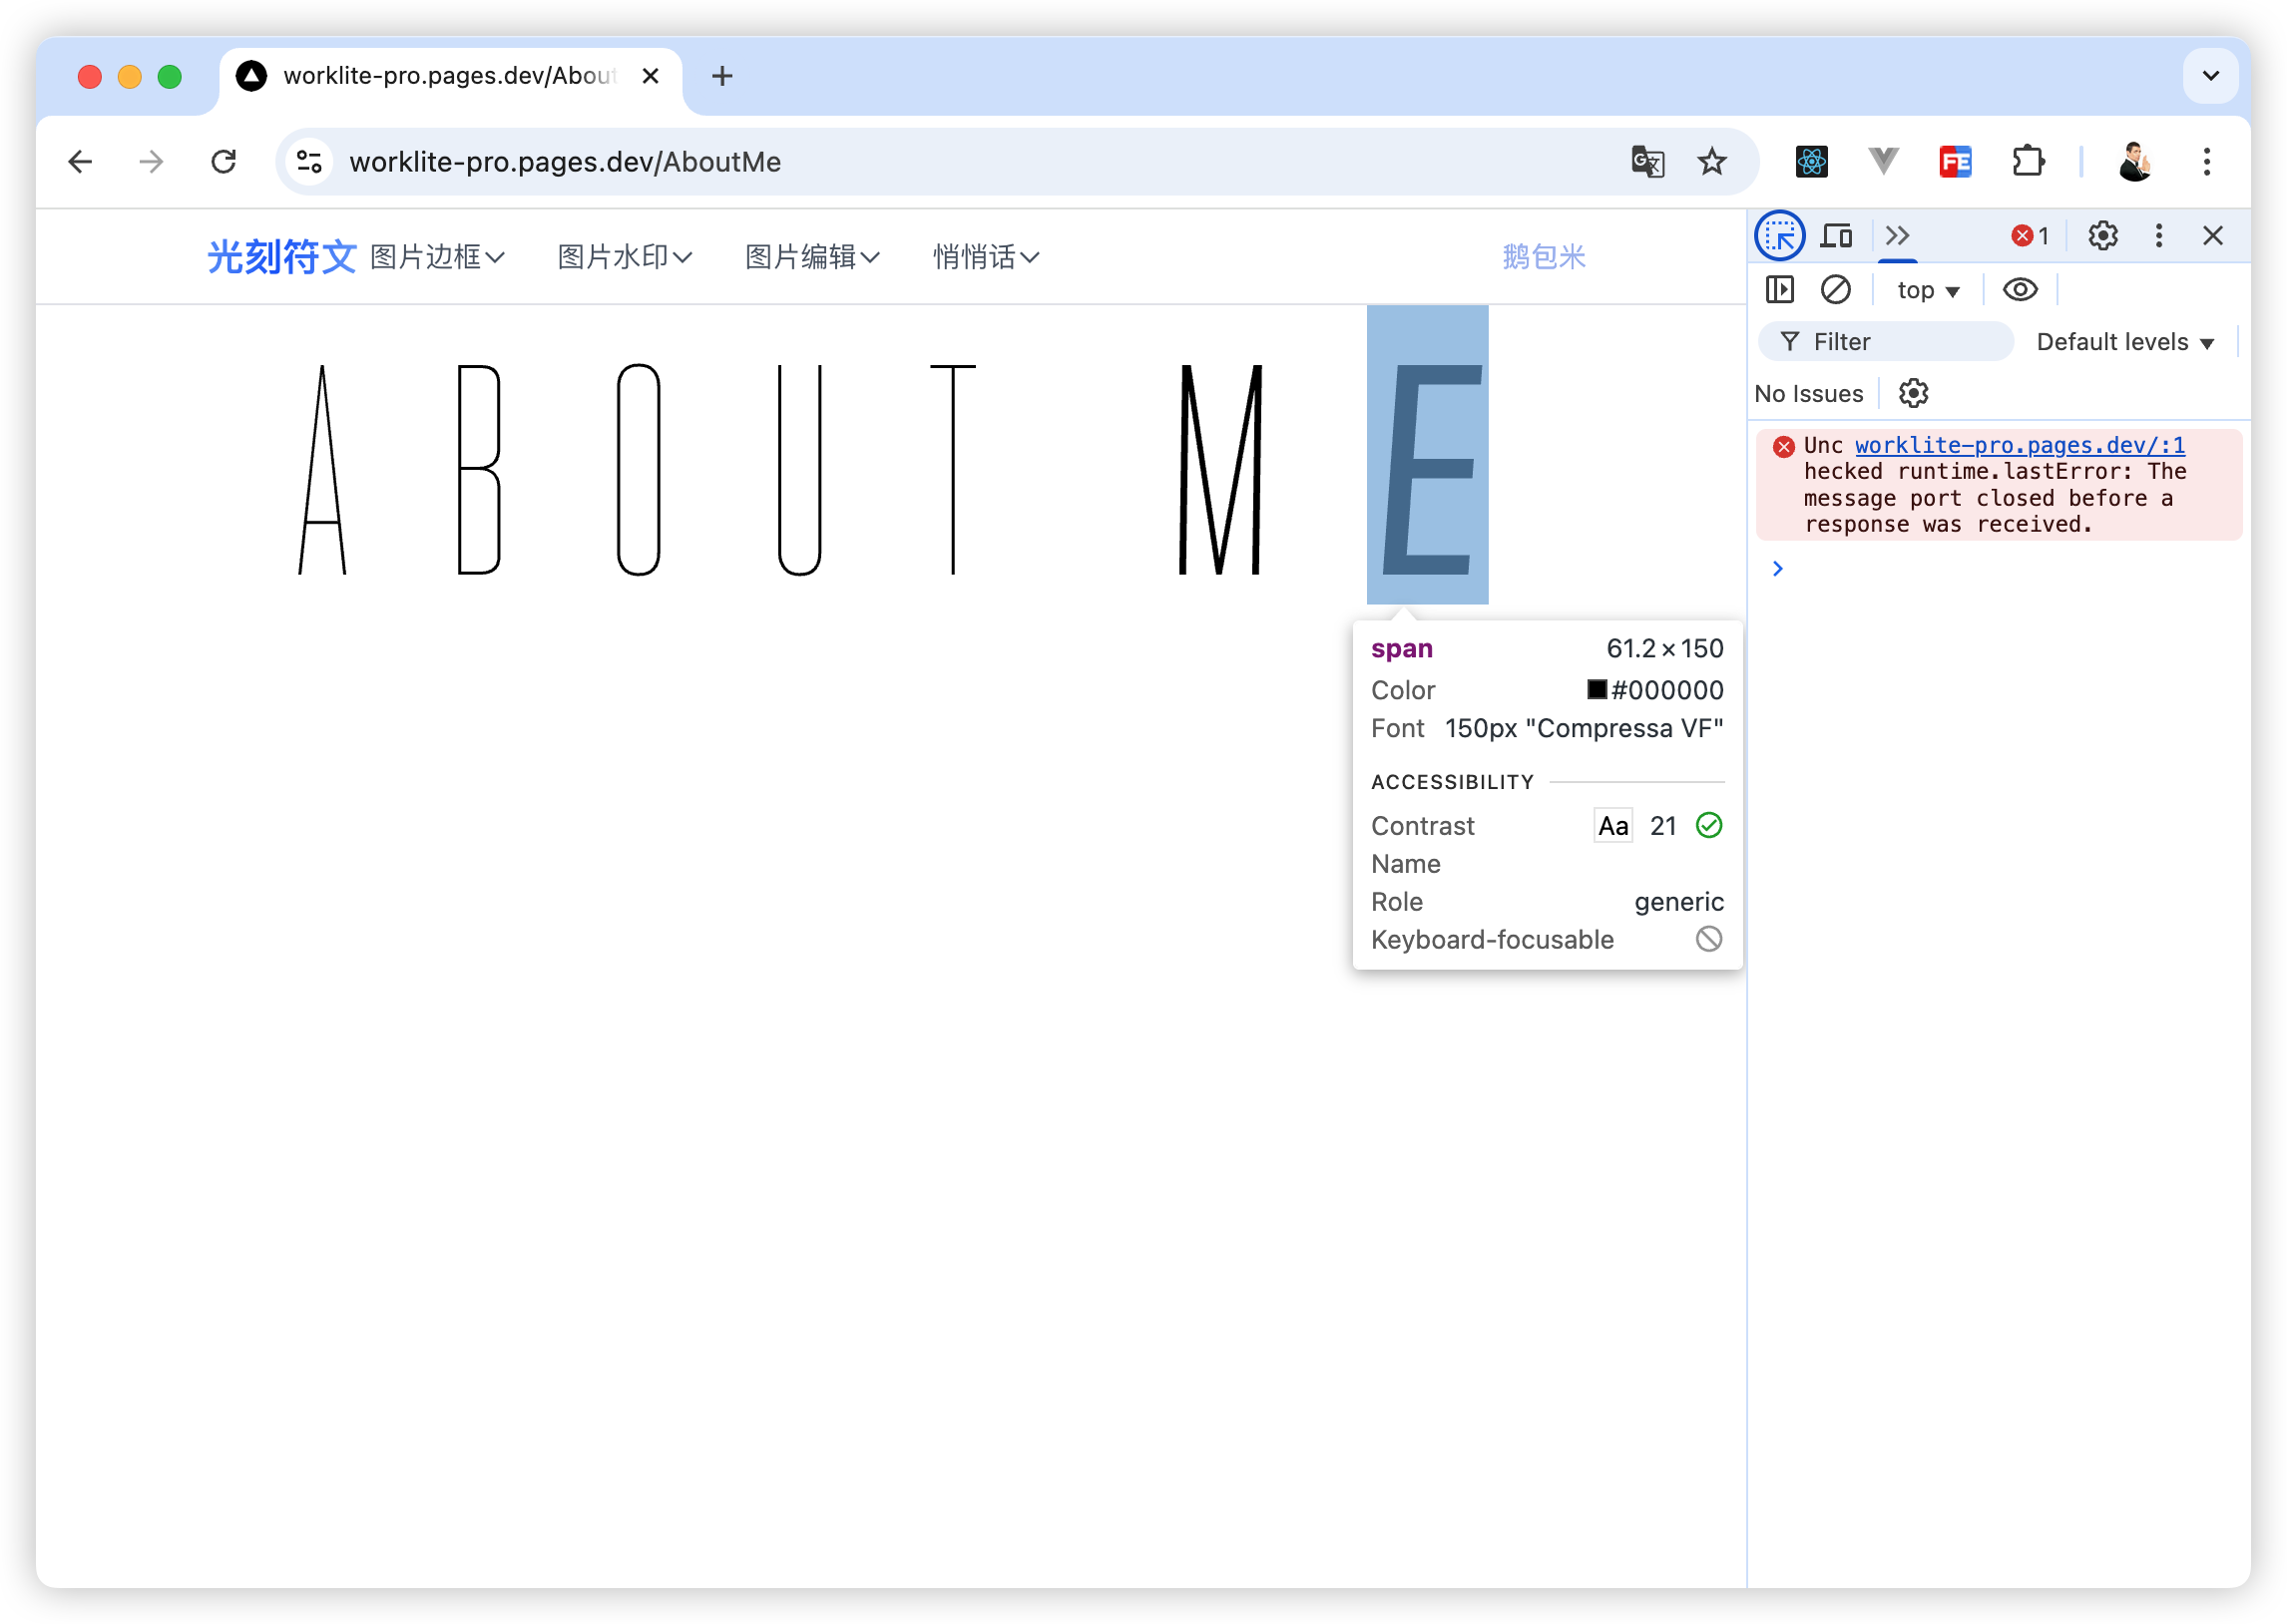 worklite-pro.pages.dev/About
worklite-pro.pages.dev/AboutMe
光刻符文 图片边框 图片水印 图片编辑 悄悄话 鹅包米
ABOUT ME
span 61.2×150
Color #000000
Font 150px "Compressa VF"
ACCESSIBILITY
Contrast Aa 21
Name
Role generic
Keyboard-focusable
1
top
Filter Default levels
No Issues
Unc worklite-pro.pages.dev/:1
hecked runtime.lastError: The
message port closed before a
response was received.